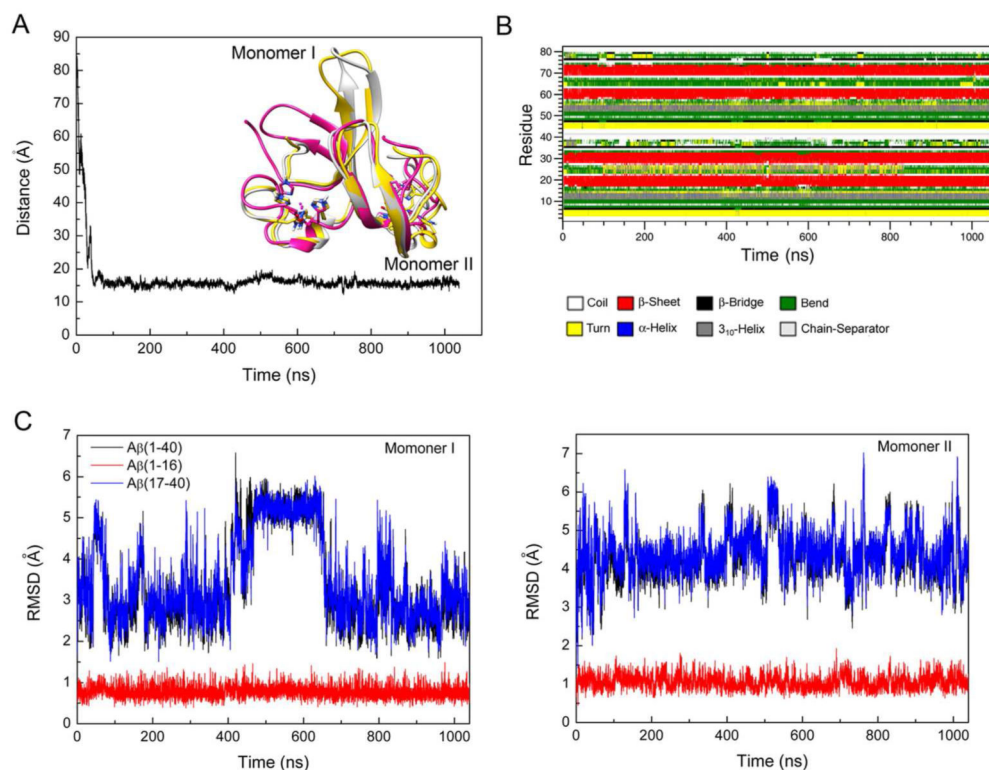 A
B
90
80
70
60
50
40
30
20
10
0
Distance (Å)
0 200 400 600 800 1000
Time (ns)
Monomer I
Monomer II
80
70
60
50
40
30
20
10
Residue
0 200 400 600 800 1000
Time (ns)
Coil β-Sheet β-Bridge Bend
Turn α-Helix 3₁₀-Helix Chain-Separator
C
7
6
5
4
3
2
1
0
RMSD (Å)
Aβ(1-40)
Aβ(1-16)
Aβ(17-40)
Momoner I
0 200 400 600 800 1000
Time (ns)
7
6
5
4
3
2
1
0
RMSD (Å)
Momoner II
0 200 400 600 800 1000
Time (ns)